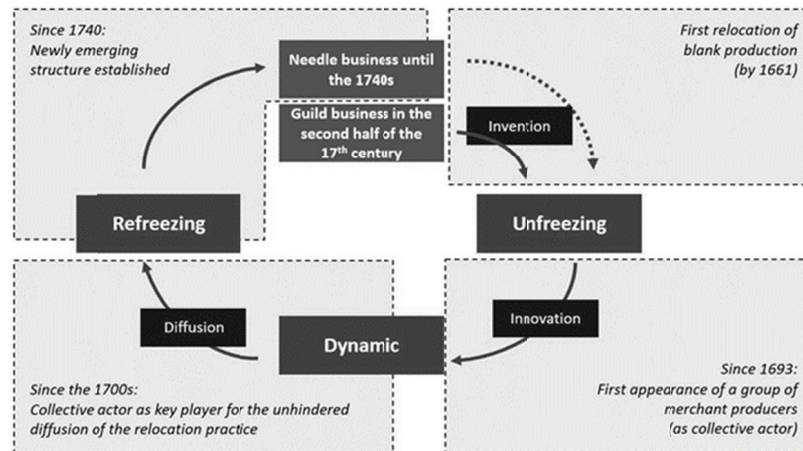 Since 1740:
Newly emerging
structure established
Needle business until
the 1740s
Guild business in the
second half of the
17th century
First relocation of
blank production
(by 1661)
Invention
Refreezing
Unfreezing
Diffusion
Dynamic
Innovation
Since the 1700s:
Collective actor as key player for the unhindered
diffusion of the relocation practice
Since 1693:
First appearance of a group of
merchant producers
(as collective actor)